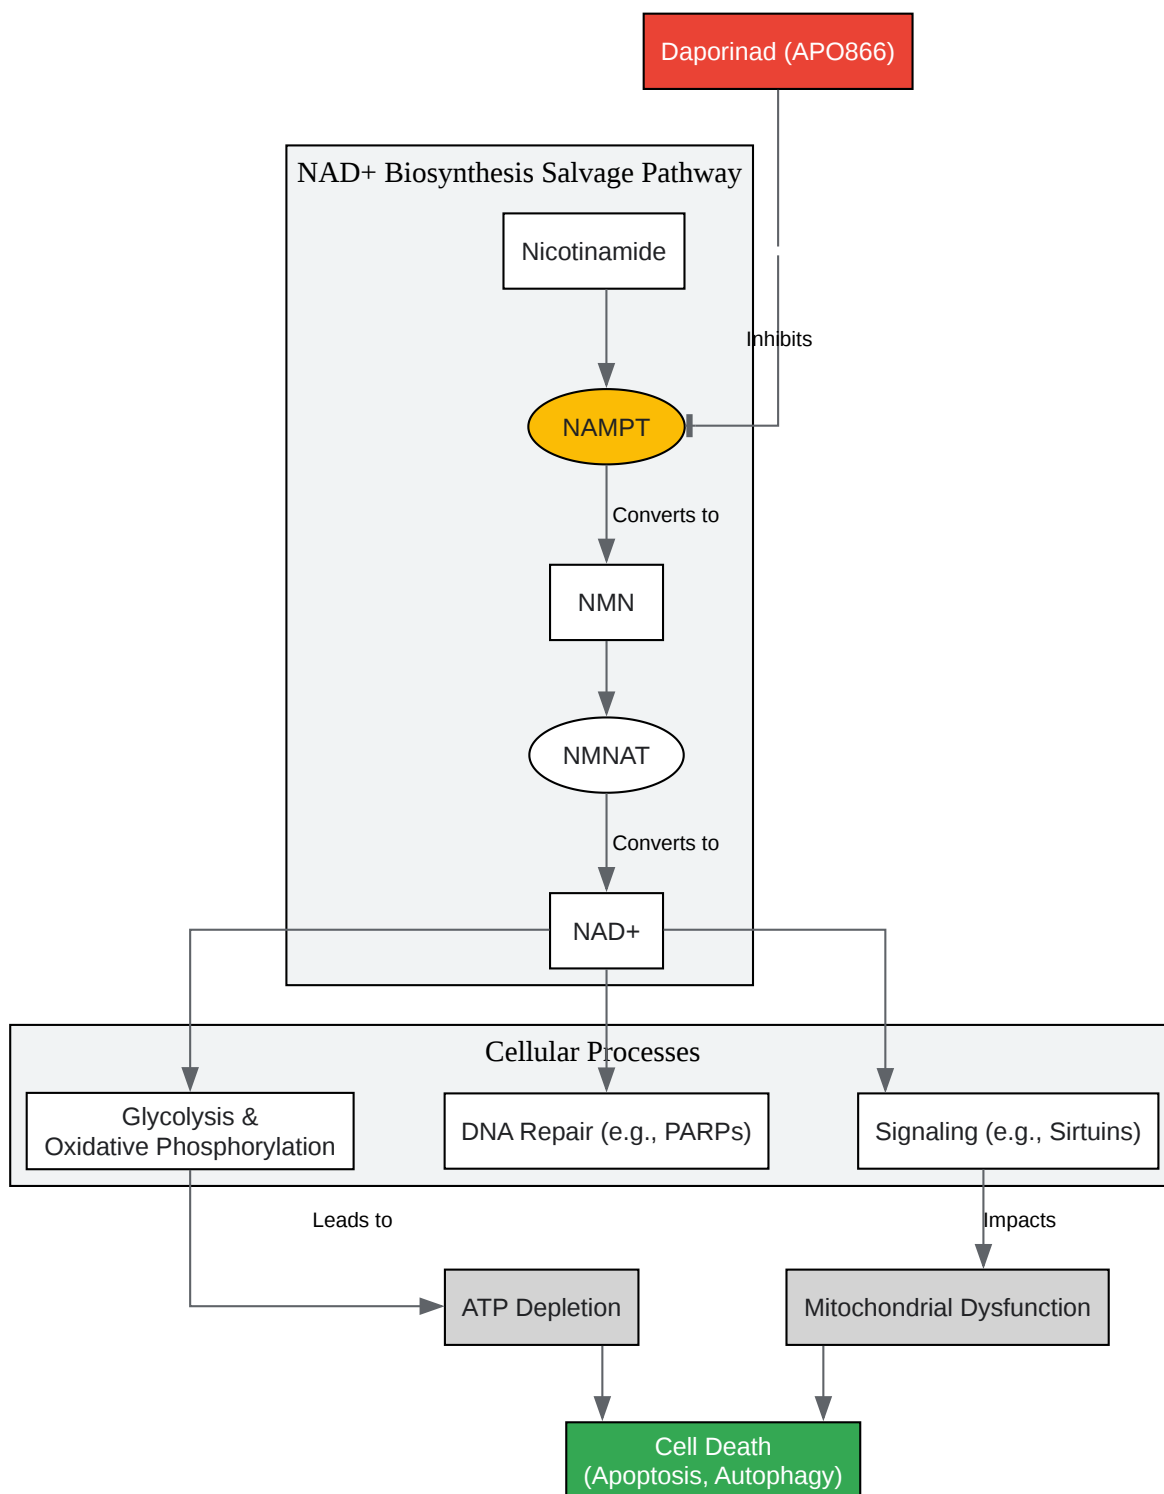 Daporinad (APO866)
NAD+ Biosynthesis Salvage Pathway
Nicotinamide
Inhibits
NAMPT
Converts to
NMN
NMNAT
Converts to
NAD+
Cellular Processes
Glycolysis &
Oxidative Phosphorylation
DNA Repair (e.g., PARPs)
Signaling (e.g., Sirtuins)
Leads to
Impacts
ATP Depletion
Mitochondrial Dysfunction
Cell Death
(Apoptosis, Autophagy)